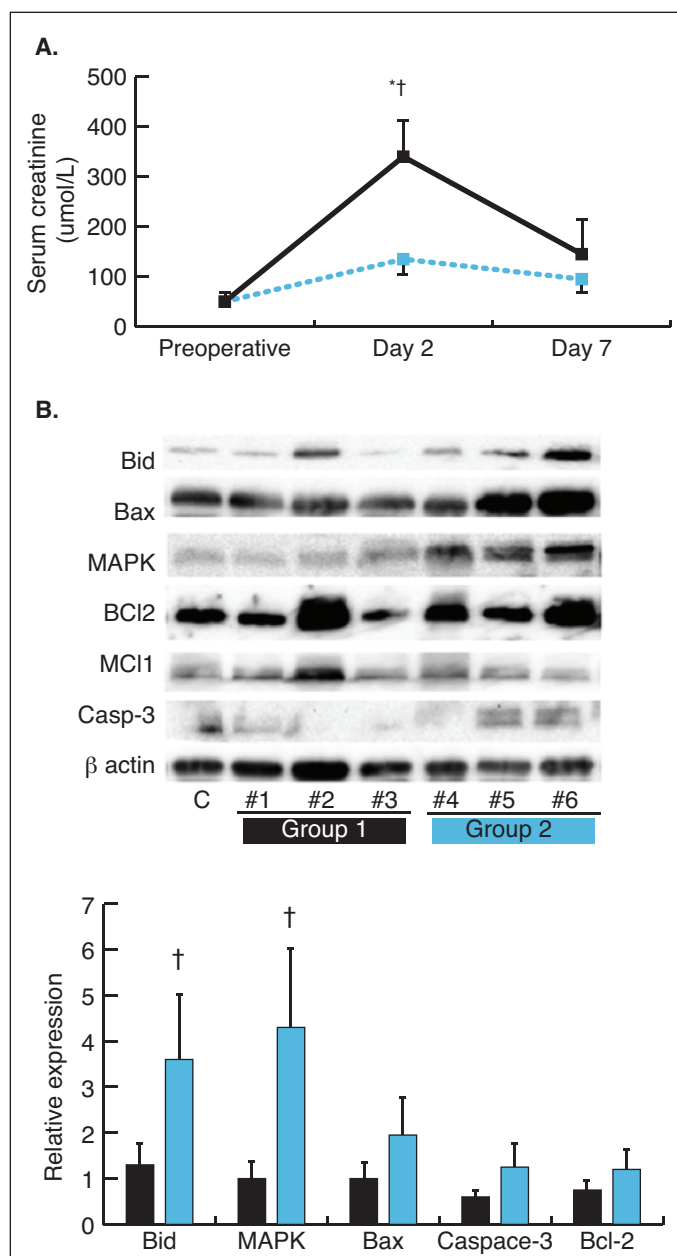 A.
500
400
300
200
100
0
Serum creatinine
(umol/L)
*†
Preoperative Day 2 Day 7
B.
Bid
Bax
MAPK
BCl2
MCl1
Casp-3
β actin
C #1 #2 #3 #4 #5 #6
Group 1 Group 2
7
6
5
4
3
2
1
0
Relative expression
† †
Bid MAPK Bax Caspace-3 Bcl-2